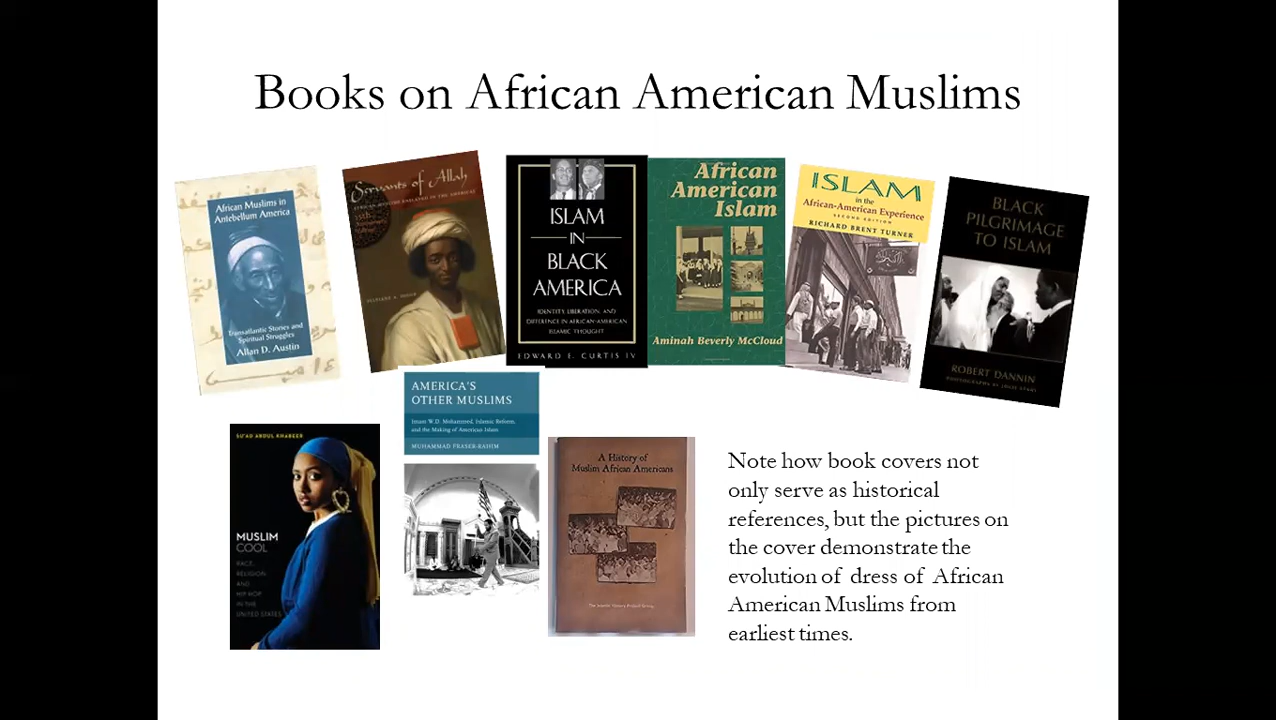 Books on African American Muslims
African Muslims in
Antebellum America
Transatlantic Stories and
Spiritual Struggles
Allan D. Austin
Servants of Allah
AFRICAN MUSLIMS ENSLAVED IN THE AMERICAS
15th
Anniversary
Edition
SYLVIANE A. DIOUF
ISLAM
IN
BLACK
AMERICA
IDENTITY, LIBERATION, AND
DIFFERENCE IN AFRICAN-AMERICAN
ISLAMIC THOUGHT
EDWARD E. CURTIS IV
African
American
Islam
Aminah Beverly McCloud
ISLAM
in the
African-American Experience
SECOND EDITION
RICHARD BRENT TURNER
BLACK
PILGRIMAGE
TO ISLAM
ROBERT DANNIN
PHOTOGRAPHS BY JOLIE STAHL
SU'AD ABDUL KHABEER
MUSLIM
COOL
RACE,
RELIGION
AND
HIP HOP
IN THE
UNITED STATES
AMERICA'S
OTHER MUSLIMS
Imam W.D. Mohammed, Islamic Reform,
and the Making of American Islam
MUHAMMAD FRASER-RAHIM
A History of
Muslim African Americans
Note how book covers not
only serve as historical
references, but the pictures on
the cover demonstrate the
evolution of dress of African
American Muslims from
earliest times.